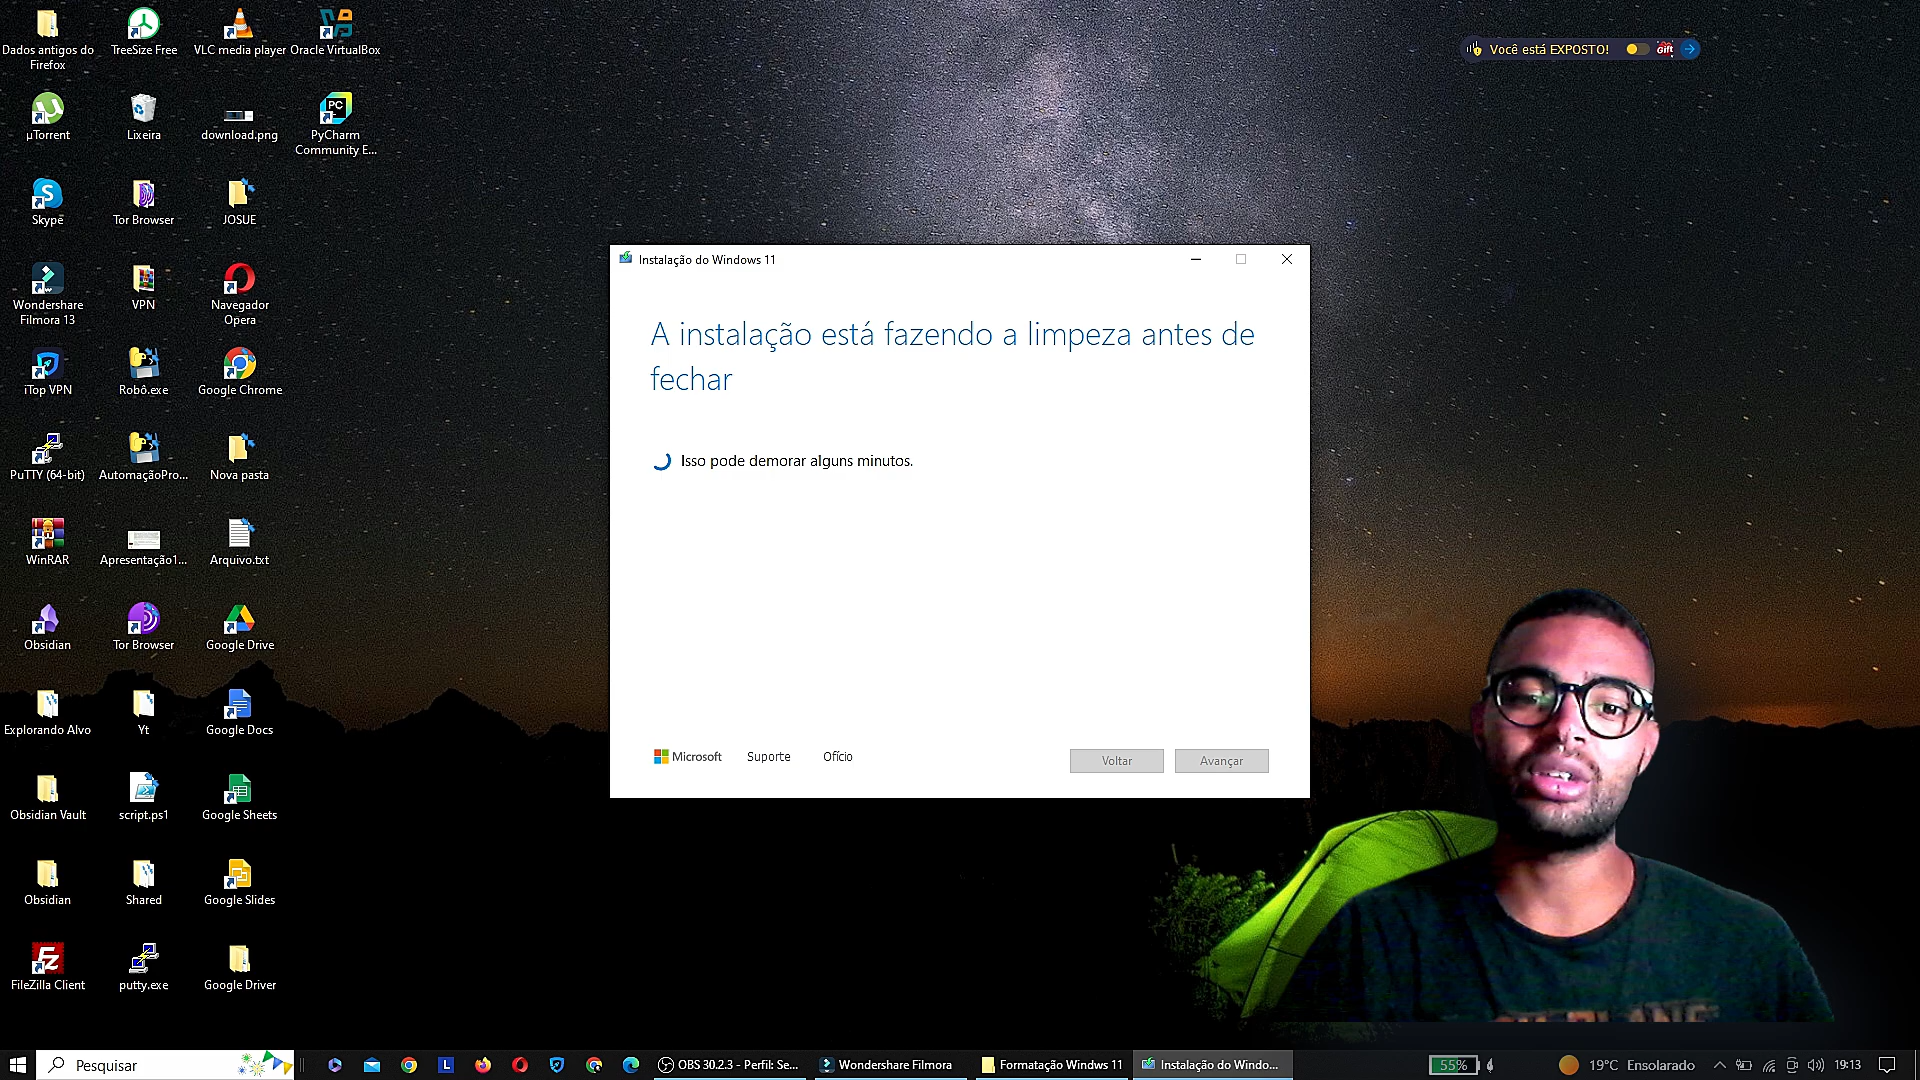 Dados antigos do
Firefox
TreeSize Free
VLC media player
Oracle VirtualBox
Você está EXPOSTO!
Gift
µTorrent
Lixeira
download.png
PC
PyCharm
Community E...
Skype
Tor Browser
JOSUE
Wondershare
Filmora 13
VPN
Navegador
Opera
iTop VPN
Robô.exe
Google Chrome
PuTTY (64-bit)
AutomaçãoPro...
Nova pasta
WinRAR
Apresentação1...
Arquivo.txt
Obsidian
Tor Browser
Google Drive
Explorando Alvo
Yt
Google Docs
Obsidian Vault
script.ps1
Google Sheets
Obsidian
Shared
Google Slides
FileZilla Client
putty.exe
Google Driver
Instalação do Windows 11
A instalação está fazendo a limpeza antes de
fechar
Isso pode demorar alguns minutos.
Microsoft
Suporte
Ofício
Voltar
Avançar
Pesquisar
L
OBS 30.2.3 - Perfil: Se...
Wondershare Filmora
Formatação Windws 11
Instalação do Windo...
55%
19°C Ensolarado
19:13